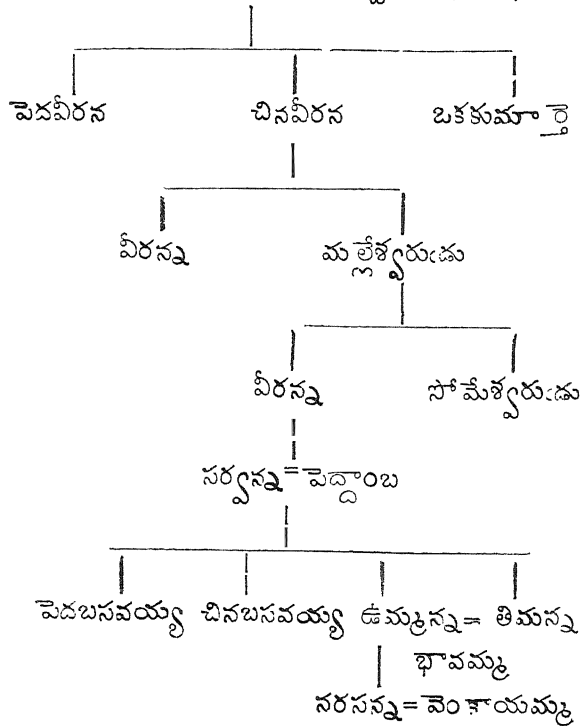 పెదవీరన చినవీరన ఒకకుమార్తె
వీరన్న మల్లేశ్వరుఁడు
వీరన్న సోమేశ్వరుఁడు
సర్వన్న = పెద్దాంబ
పెదబసవయ్య చినబసవయ్య ఉమ్మన్న = తిమన్న
భావమ్మ
నరసన్న = వెంకాయమ్మ